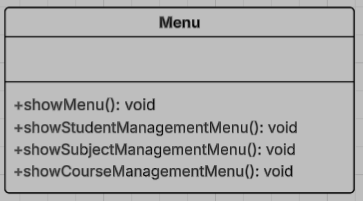 Menu
+showMenu(): void
+showStudentManagementMenu(): void
+showSubjectManagementMenu(): void
+showCourseManagementMenu(): void